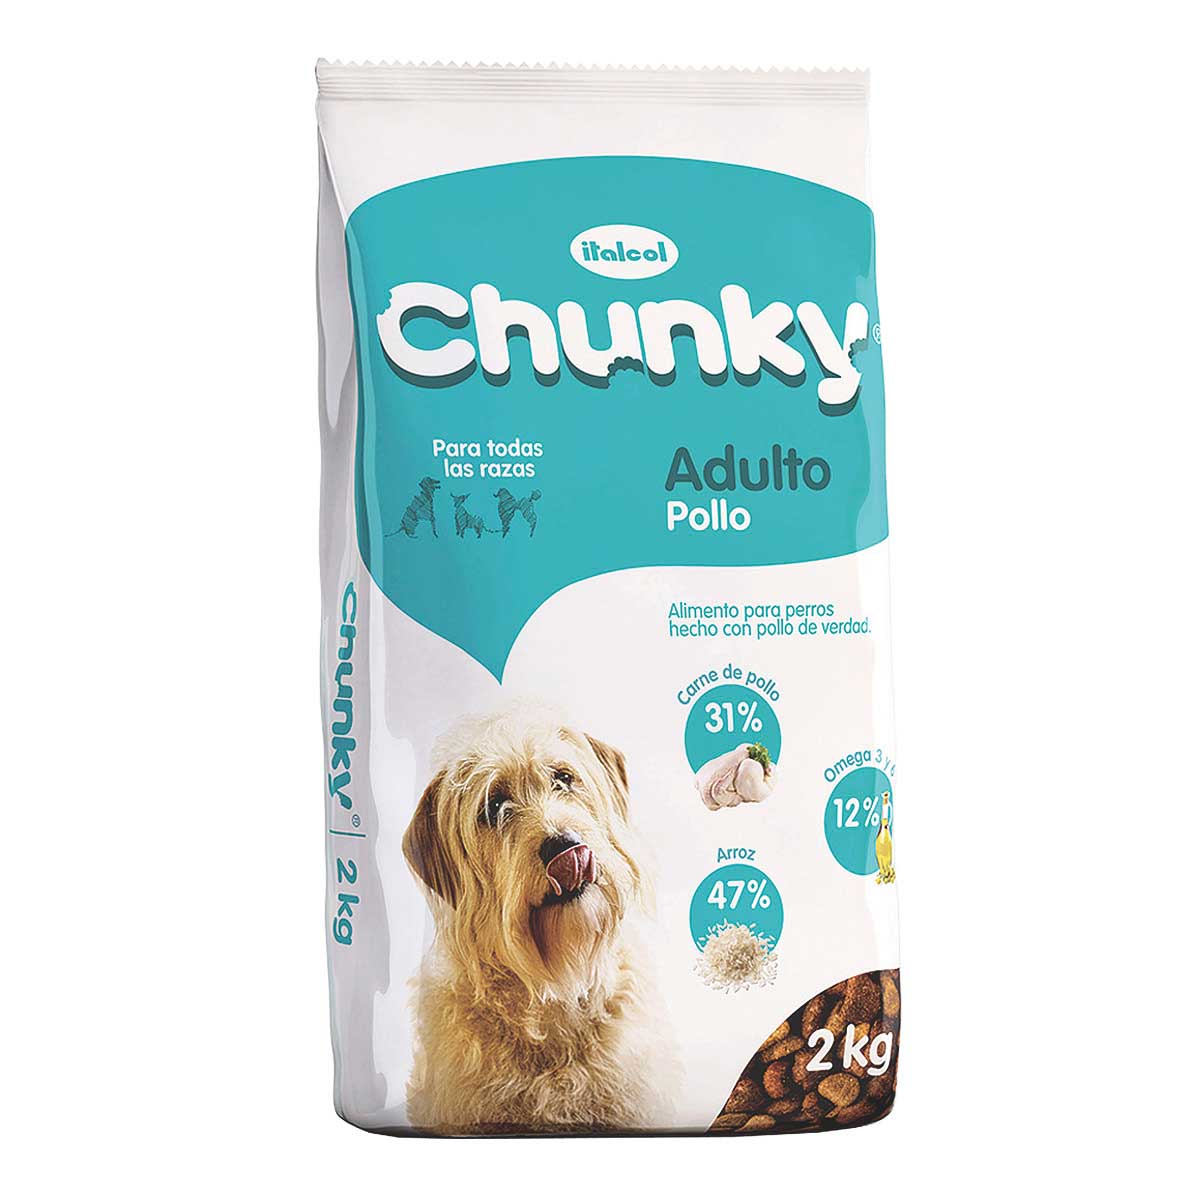 italcol
Chunky®
Para todas
las razas
Adulto
Pollo
Alimento para perros
hecho con pollo de verdad.
Carne de pollo
31%
Omega 3 y 6
12%
Arroz
47%
2 kg
Chunky® | 2 kg